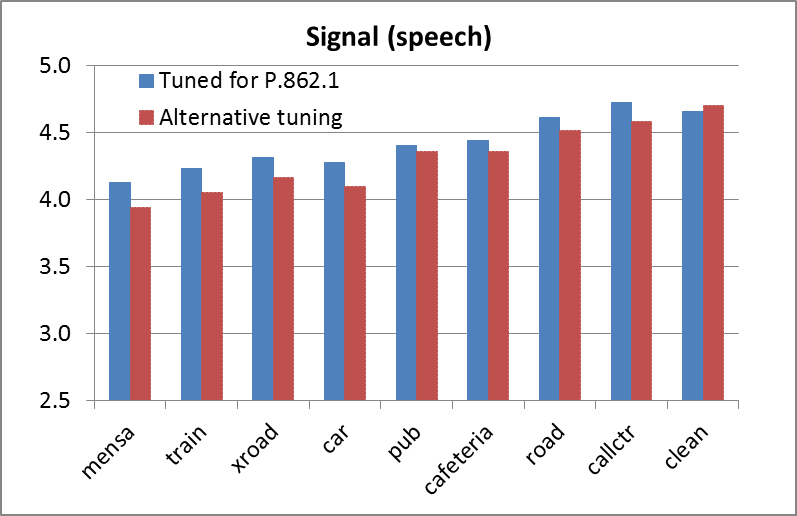 Signal (speech)
5.0
Tuned for P.862.1
Alternative tuning
4.5
4.0
3.5
3.0
2.5
mensa
train
xroad
car
pub
cafeteria
road
callctr
clean